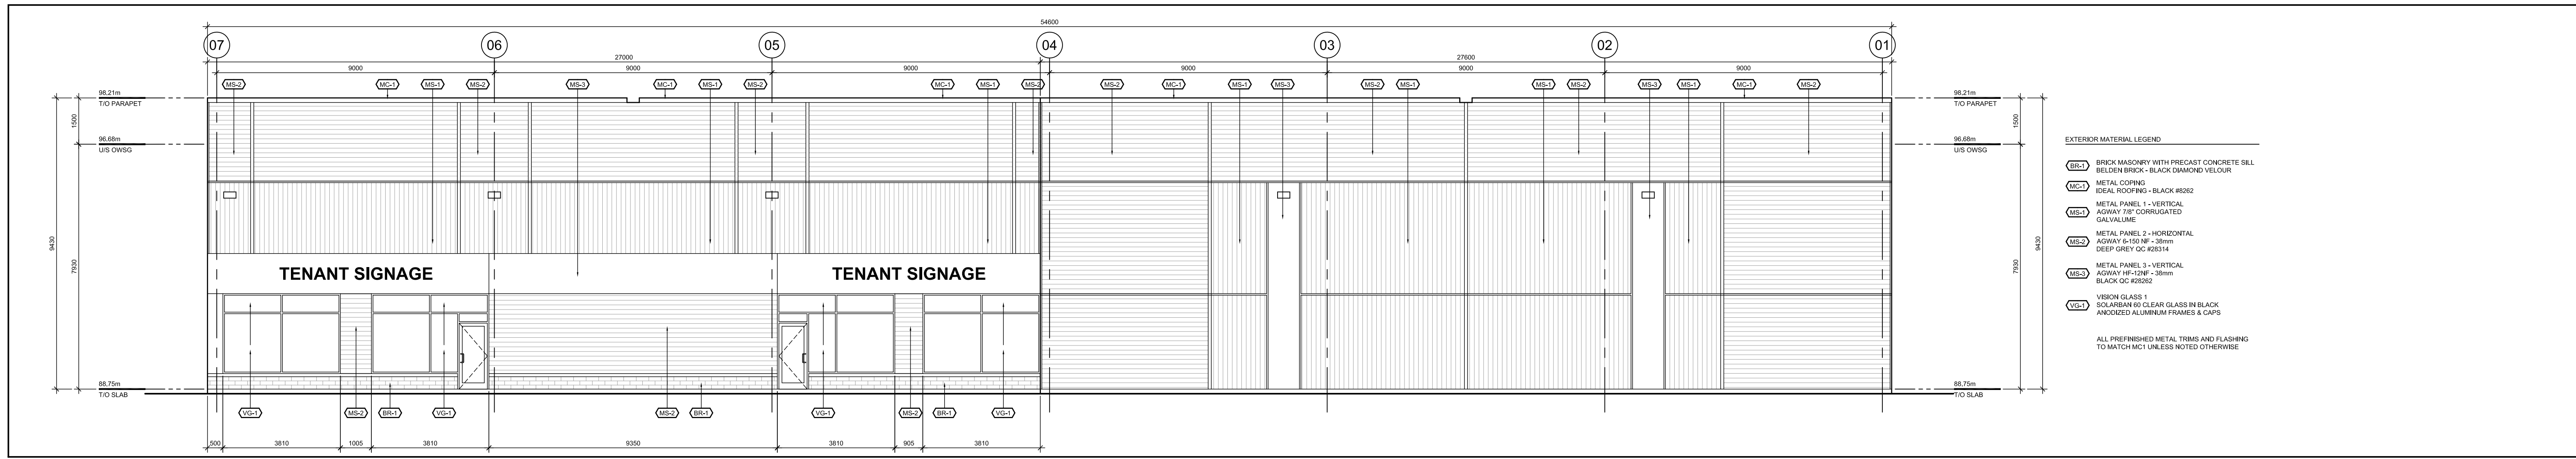 54600
07
06
05
04
03
02
01
27000
27600
9000
9000
9000
9000
9000
9000
MS-2
MC-1
MS-1
MS-2
MS-3
MC-1
MS-1
MS-2
MC-1
MS-1
MS-2
MS-2
MC-1
MS-1
MS-3
MS-2
MS-1
MS-1
MS-2
MS-3
MS-1
MC-1
MS-2
98,21m
T/O PARAPET
96,68m
U/S OWSG
1500
7930
9430
88,75m
T/O SLAB
98,21m
T/O PARAPET
96,68m
U/S OWSG
1500
7930
9430
88,75m
T/O SLAB
TENANT SIGNAGE
TENANT SIGNAGE
VG-1
MS-2
BR-1
VG-1
MS-2
BR-1
VG-1
MS-2
BR-1
VG-1
500
3810
1005
3810
9350
3810
905
3810
EXTERIOR MATERIAL LEGEND
BR-1
BRICK MASONRY WITH PRECAST CONCRETE SILL
BELDEN BRICK - BLACK DIAMOND VELOUR
MC-1
METAL COPING
IDEAL ROOFING - BLACK #8262
MS-1
METAL PANEL 1 - VERTICAL
AGWAY 7/8" CORRUGATED
GALVALUME
MS-2
METAL PANEL 2 - HORIZONTAL
AGWAY 6-150 NF - 38mm
DEEP GREY QC #28314
MS-3
METAL PANEL 3 - VERTICAL
AGWAY HF-12NF - 38mm
BLACK QC #28262
VG-1
VISION GLASS 1
SOLARBAN 60 CLEAR GLASS IN BLACK
ANODIZED ALUMINUM FRAMES & CAPS
ALL PREFINISHED METAL TRIMS AND FLASHING
TO MATCH MC1 UNLESS NOTED OTHERWISE